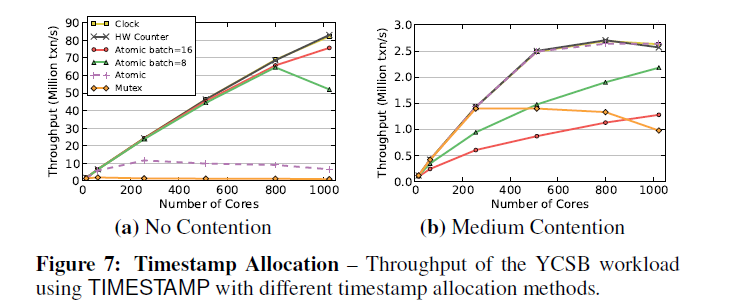 90
80
70
60
50
40
30
20
10
0
Throughput (Million txn/s)
Clock
HW Counter
Atomic batch=16
Atomic batch=8
Atomic
Mutex
0 200 400 600 800 1000
Number of Cores
(a) No Contention
3.0
2.5
2.0
1.5
1.0
0.5
0.0
Throughput (Million txn/s)
0 200 400 600 800 1000
Number of Cores
(b) Medium Contention
Figure 7: Timestamp Allocation – Throughput of the YCSB workload
using TIMESTAMP with different timestamp allocation methods.